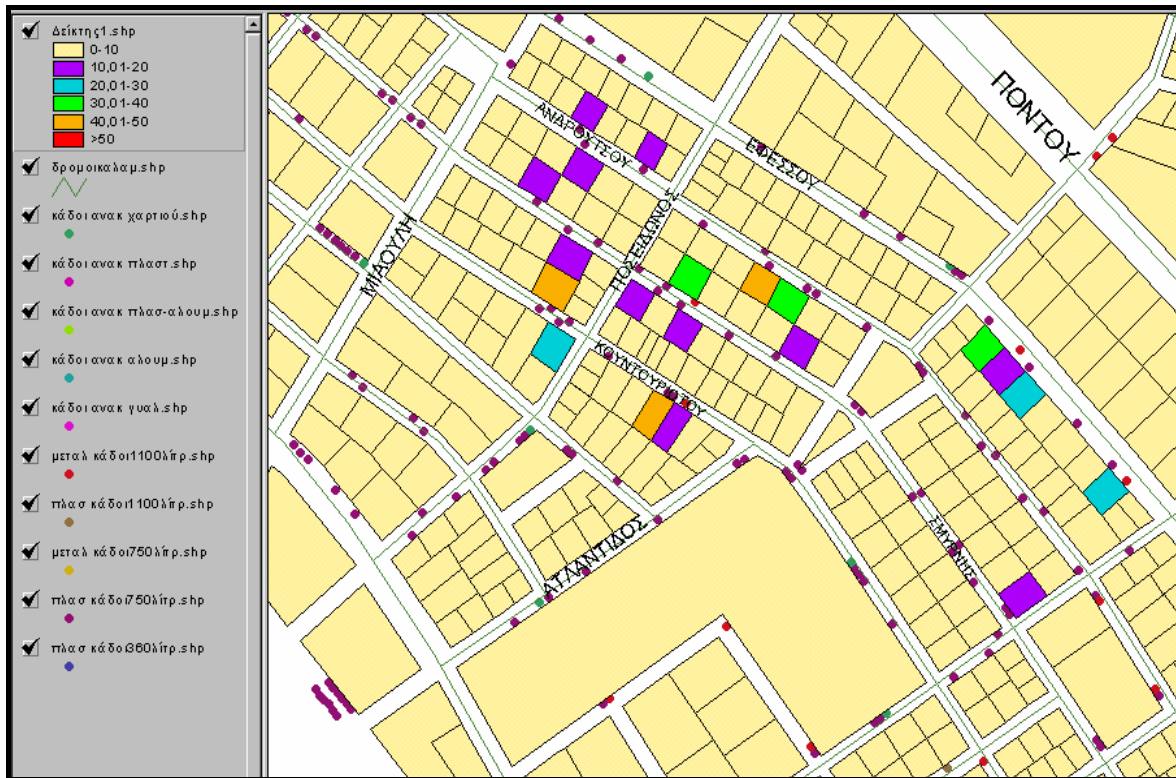 Δείκτης1.shp
0-10
10,01-20
20,01-30
30,01-40
40,01-50
>50
δρομοικαλαμ.shp
κάδοι ανακ χαρτιού.shp
κάδοι ανακ πλαστ.shp
κάδοι ανακ πλασ-αλουμ.shp
κάδοι ανακ αλουμ.shp
κάδοι ανακ γυαλ.shp
μεταλ κάδοι1100λίτρ.shp
πλασ κάδοι1100λίτρ.shp
μεταλ κάδοι750λίτρ.shp
πλασ κάδοι750λίτρ.shp
πλασ κάδοι360λίτρ.shp
ΠΟΝΤΟΥ
ΑΝΔΡΟΥΤΣΟΥ
ΕΦΕΣΣΟΥ
ΠΟΣΕΙΔΩΝΟΣ
ΜΙΑΟΥΛΗ
ΚΟΥΝΤΟΥΡΙΩΤΟΥ
ΑΤΛΑΝΤΙΔΟΣ
ΣΜΥΡΝΗΣ